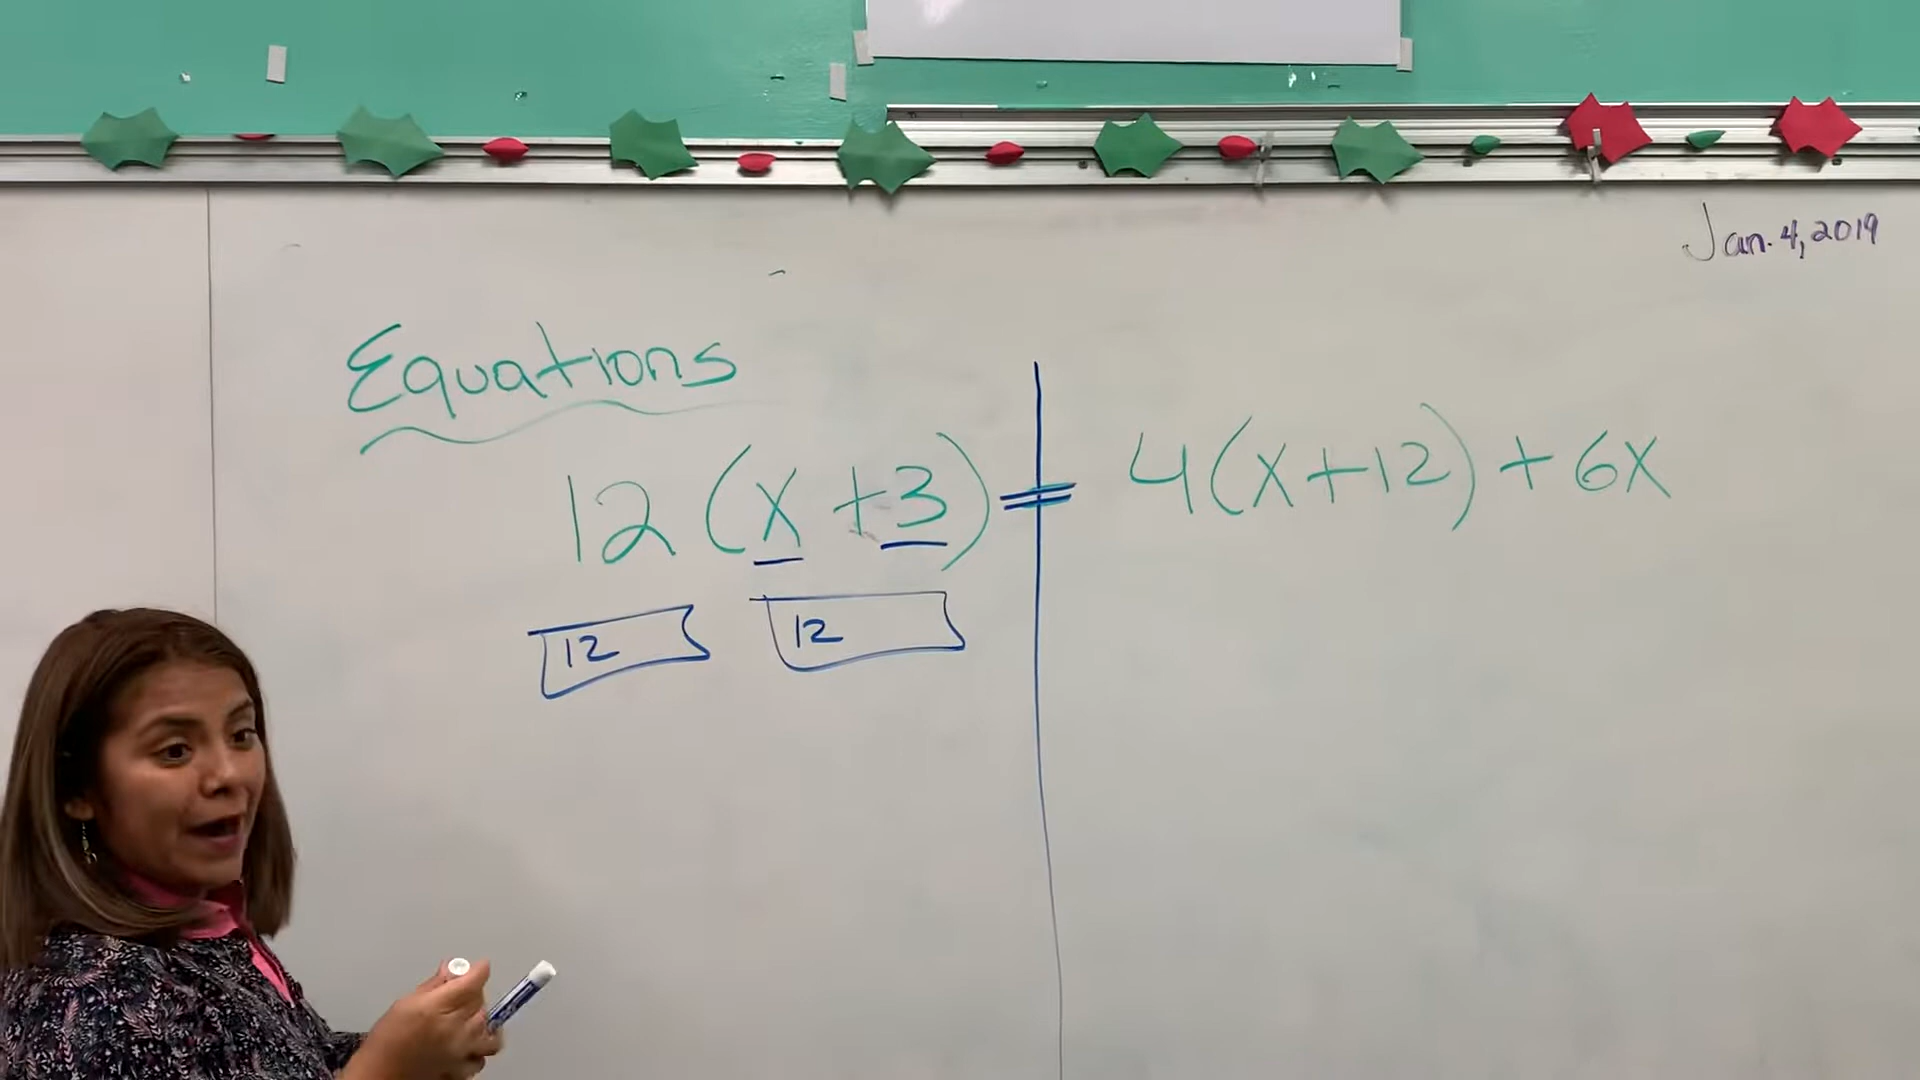 Jan. 4, 2019
Equations
12 (x + 3) = 4(x+12) + 6x
12 12